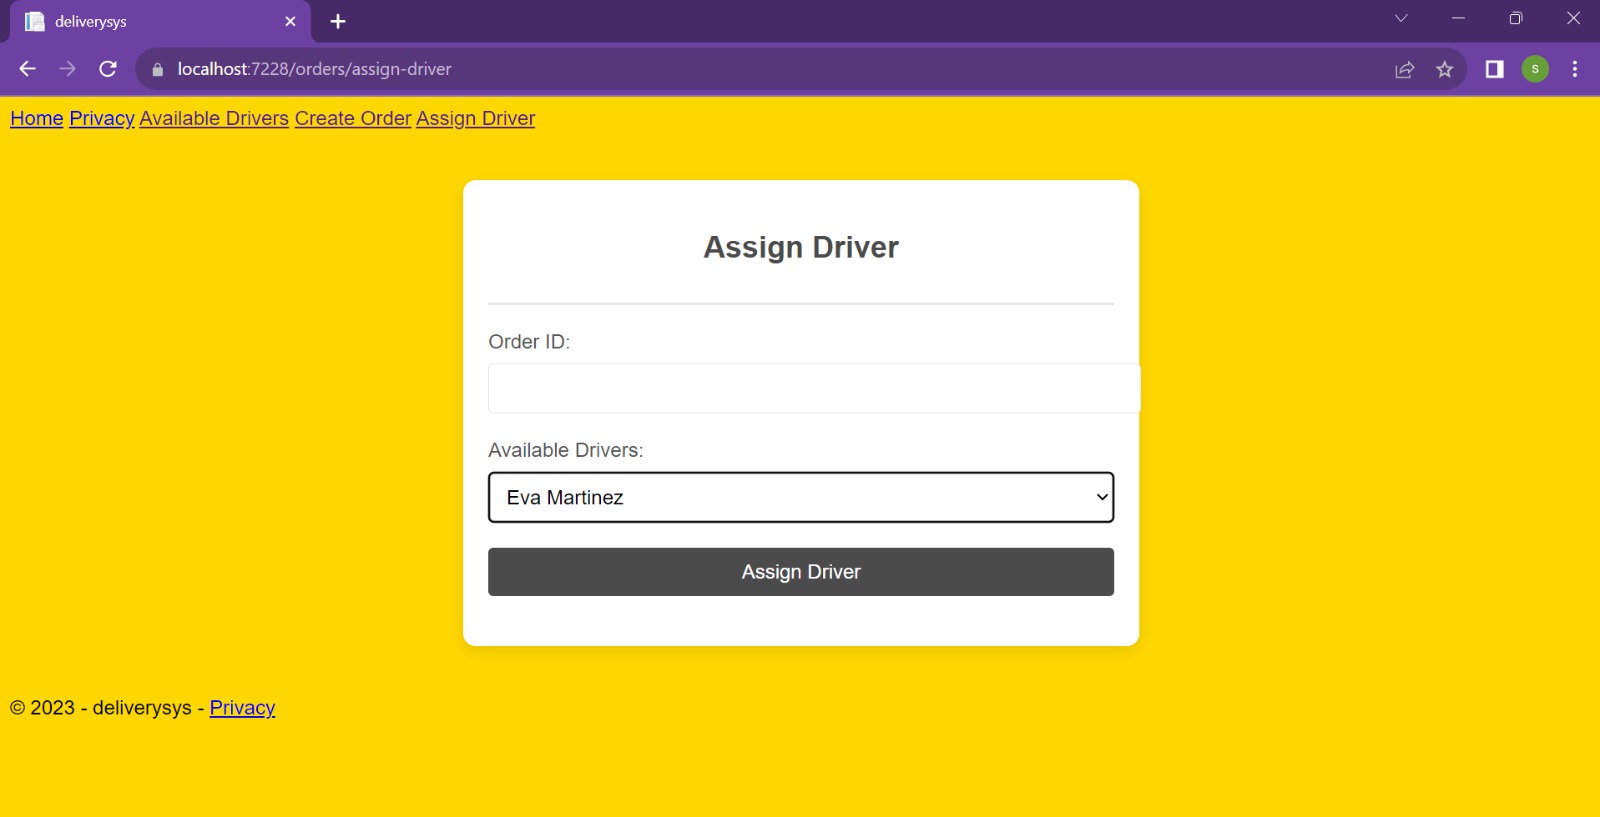 deliverysys
localhost:7228/orders/assign-driver
S
Home Privacy Available Drivers Create Order Assign Driver
Assign Driver
Order ID:
Available Drivers:
Eva Martinez
Assign Driver
© 2023 - deliverysys - Privacy